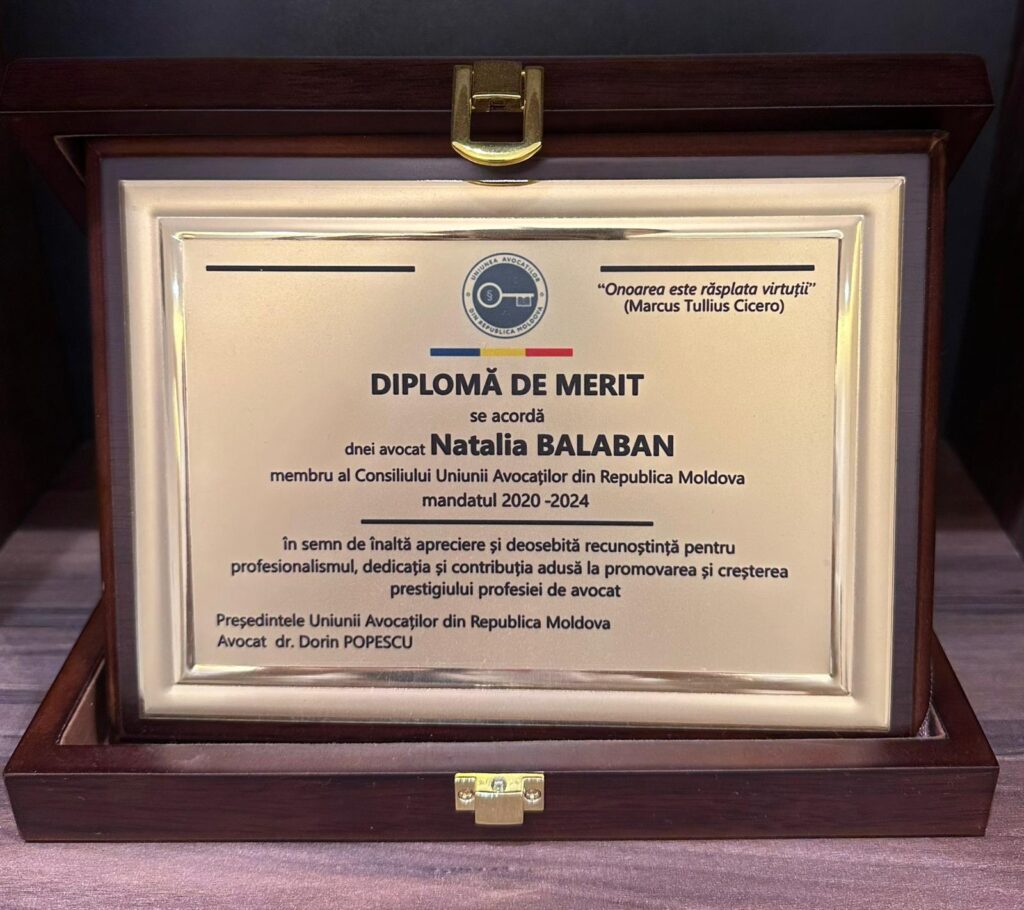 UNIUNEA AVOCAȚILOR
DIN REPUBLICA MOLDOVA
§
“Onoarea este răsplata virtuții”
(Marcus Tullius Cicero)
DIPLOMĂ DE MERIT
se acordă
dnei avocat Natalia BALABAN
membru al Consiliului Uniunii Avocaților din Republica Moldova
mandatul 2020 -2024
în semn de înaltă apreciere și deosebită recunoștință pentru
profesionalismul, dedicația și contribuția adusă la promovarea și creșterea
prestigiului profesiei de avocat
Președintele Uniunii Avocaților din Republica Moldova
Avocat dr. Dorin POPESCU